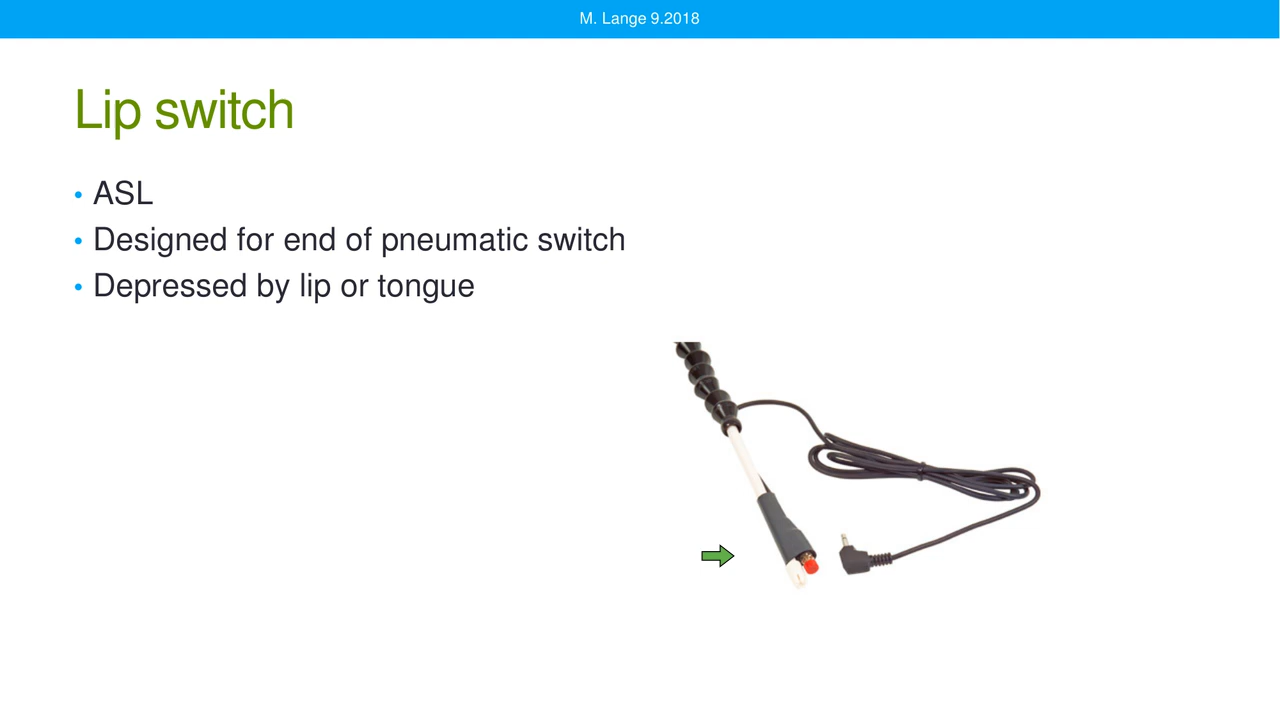 M. Lange 9.2018
Lip switch
• ASL
• Designed for end of pneumatic switch
• Depressed by lip or tongue